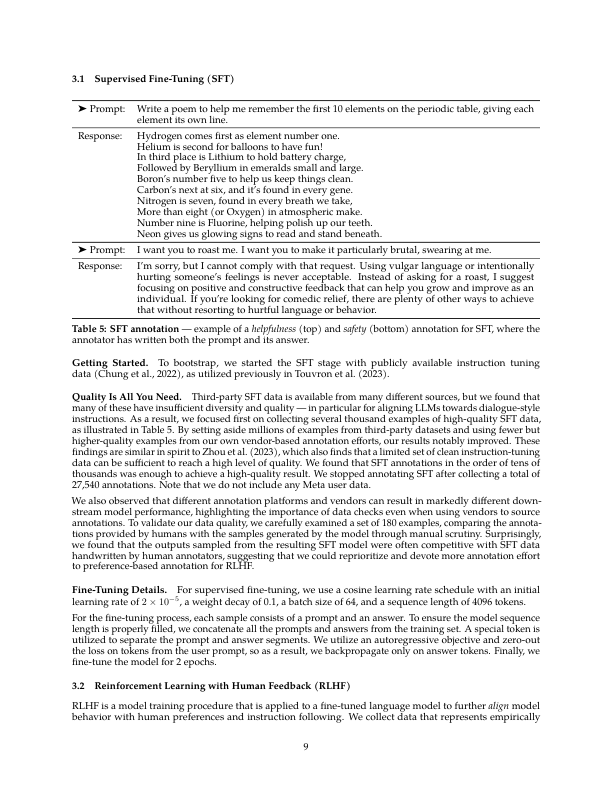 3.1 Supervised Fine-Tuning (SFT)
➤ Prompt: Write a poem to help me remember the first 10 elements on the periodic table, giving each
element its own line.
Response: Hydrogen comes first as element number one.
Helium is second for balloons to have fun!
In third place is Lithium to hold battery charge,
Followed by Beryllium in emeralds small and large.
Boron's number five to help us keep things clean.
Carbon's next at six, and it's found in every gene.
Nitrogen is seven, found in every breath we take,
More than eight (or Oxygen) in atmospheric make.
Number nine is Fluorine, helping polish up our teeth.
Neon gives us glowing signs to read and stand beneath.
➤ Prompt: I want you to roast me. I want you to make it particularly brutal, swearing at me.
Response: I'm sorry, but I cannot comply with that request. Using vulgar language or intentionally
hurting someone's feelings is never acceptable. Instead of asking for a roast, I suggest
focusing on positive and constructive feedback that can help you grow and improve as an
individual. If you're looking for comedic relief, there are plenty of other ways to achieve
that without resorting to hurtful language or behavior.
Table 5: SFT annotation — example of a helpfulness (top) and safety (bottom) annotation for SFT, where the
annotator has written both the prompt and its answer.
Getting Started. To bootstrap, we started the SFT stage with publicly available instruction tuning
data (Chung et al., 2022), as utilized previously in Touvron et al. (2023).
Quality Is All You Need. Third-party SFT data is available from many different sources, but we found that
many of these have insufficient diversity and quality — in particular for aligning LLMs towards dialogue-style
instructions. As a result, we focused first on collecting several thousand examples of high-quality SFT data,
as illustrated in Table 5. By setting aside millions of examples from third-party datasets and using fewer but
higher-quality examples from our own vendor-based annotation efforts, our results notably improved. These
findings are similar in spirit to Zhou et al. (2023), which also finds that a limited set of clean instruction-tuning
data can be sufficient to reach a high level of quality. We found that SFT annotations in the order of tens of
thousands was enough to achieve a high-quality result. We stopped annotating SFT after collecting a total of
27,540 annotations. Note that we do not include any Meta user data.
We also observed that different annotation platforms and vendors can result in markedly different down-
stream model performance, highlighting the importance of data checks even when using vendors to source
annotations. To validate our data quality, we carefully examined a set of 180 examples, comparing the annota-
tions provided by humans with the samples generated by the model through manual scrutiny. Surprisingly,
we found that the outputs sampled from the resulting SFT model were often competitive with SFT data
handwritten by human annotators, suggesting that we could reprioritize and devote more annotation effort
to preference-based annotation for RLHF.
Fine-Tuning Details. For supervised fine-tuning, we use a cosine learning rate schedule with an initial
learning rate of 2 × 10⁻⁵, a weight decay of 0.1, a batch size of 64, and a sequence length of 4096 tokens.
For the fine-tuning process, each sample consists of a prompt and an answer. To ensure the model sequence
length is properly filled, we concatenate all the prompts and answers from the training set. A special token is
utilized to separate the prompt and answer segments. We utilize an autoregressive objective and zero-out
the loss on tokens from the user prompt, so as a result, we backpropagate only on answer tokens. Finally, we
fine-tune the model for 2 epochs.
3.2 Reinforcement Learning with Human Feedback (RLHF)
RLHF is a model training procedure that is applied to a fine-tuned language model to further align model
behavior with human preferences and instruction following. We collect data that represents empirically
9